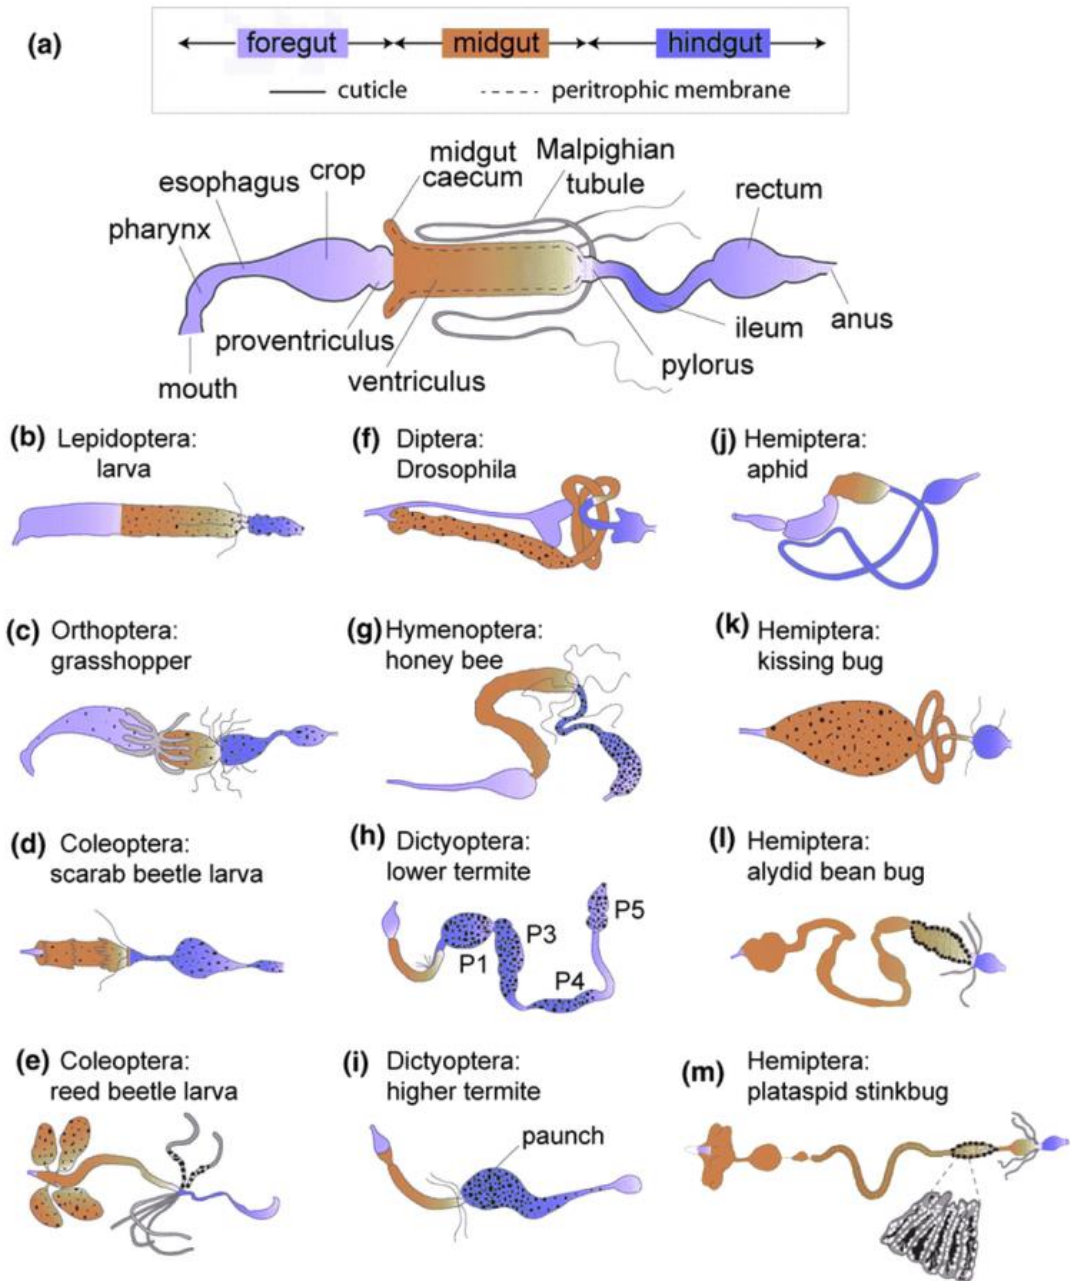 (a)
foregut midgut hindgut
cuticle peritrophic membrane
midgut
caecum
Malpighian
tubule
crop
esophagus
rectum
pharynx
proventriculus
ventriculus
mouth
ileum
anus
pylorus
(b) Lepidoptera:
larva
(f) Diptera:
Drosophila
(j) Hemiptera:
aphid
(c) Orthoptera:
grasshopper
(g) Hymenoptera:
honey bee
(k) Hemiptera:
kissing bug
(d) Coleoptera:
scarab beetle larva
(h) Dictyoptera:
lower termite
P1
P3
P4
P5
(l) Hemiptera:
alydid bean bug
(e) Coleoptera:
reed beetle larva
(i) Dictyoptera:
higher termite
paunch
(m) Hemiptera:
plataspid stinkbug